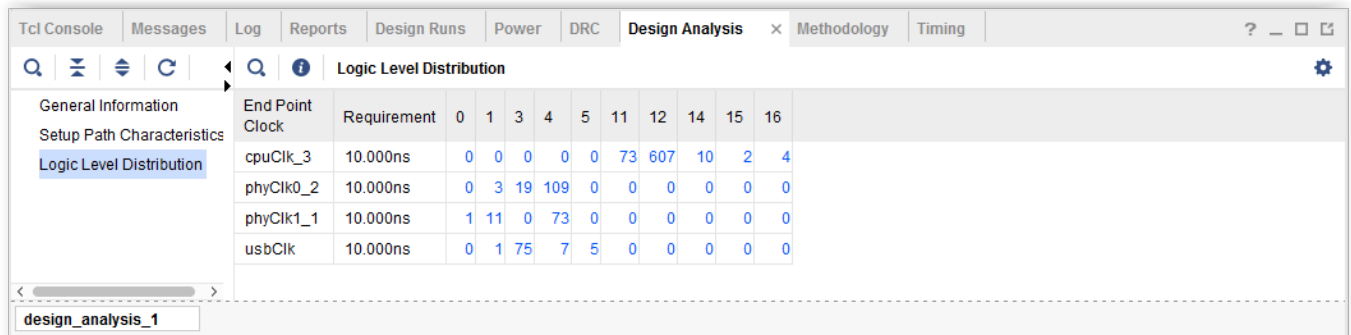 Tcl Console Messages Log Reports Design Runs Power DRC Design Analysis × Methodology Timing ? _
Logic Level Distribution
General Information
Setup Path Characteristics
Logic Level Distribution
End Point Clock Requirement 0 1 3 4 5 11 12 14 15 16
cpuClk_3 10.000ns 0 0 0 0 0 73 607 10 2 4
phyClk0_2 10.000ns 0 3 19 109 0 0 0 0 0 0
phyClk1_1 10.000ns 1 11 0 73 0 0 0 0 0 0
usbClk 10.000ns 0 1 75 7 5 0 0 0 0 0
design_analysis_1